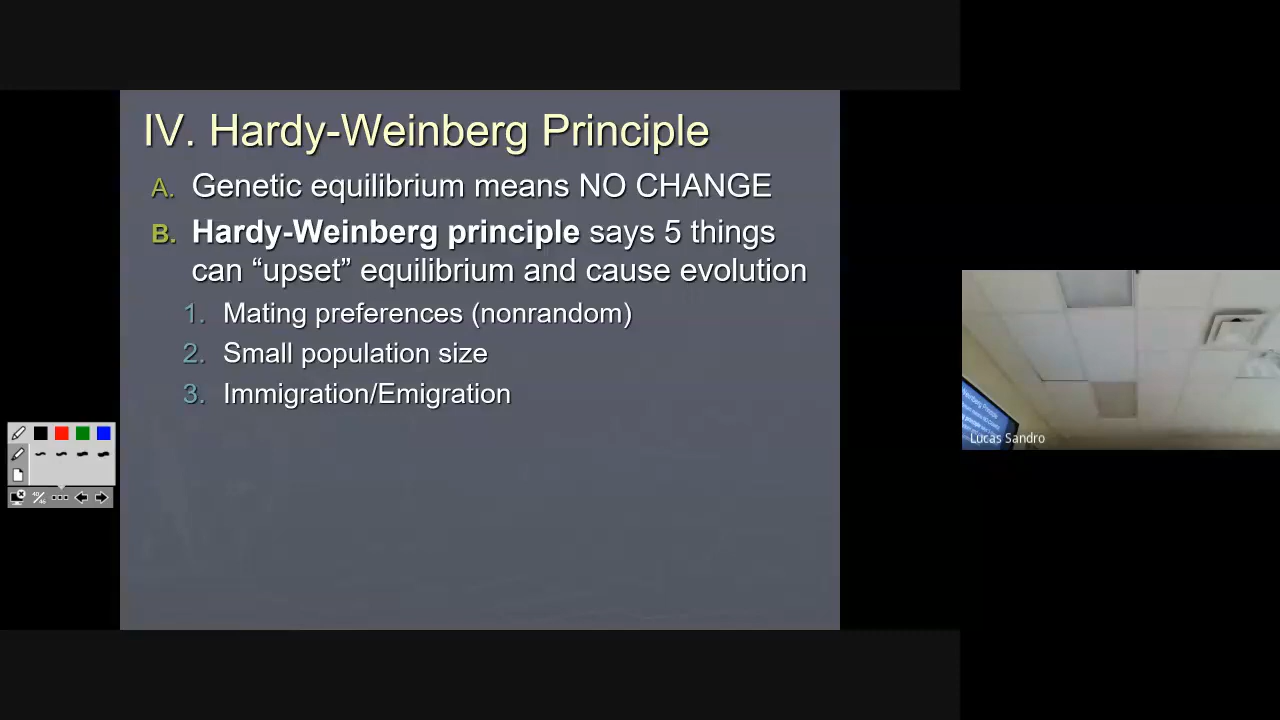 IV. Hardy-Weinberg Principle
A. Genetic equilibrium means NO CHANGE
B. Hardy-Weinberg principle says 5 things
can “upset” equilibrium and cause evolution
1. Mating preferences (nonrandom)
2. Small population size
3. Immigration/Emigration
Lucas Sandro